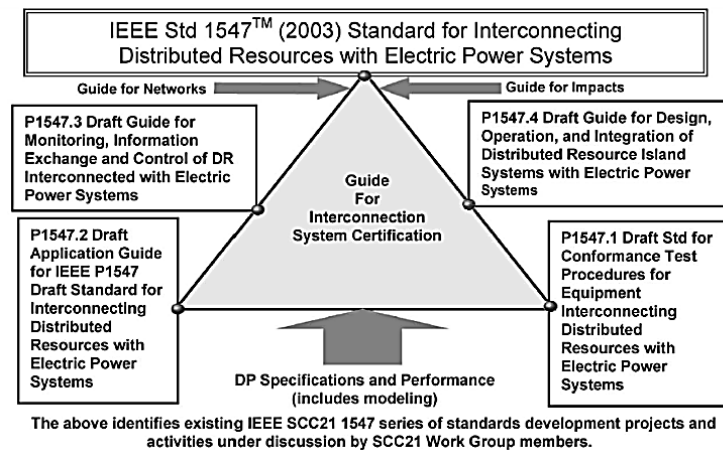 IEEE Std 1547TM (2003) Standard for Interconnecting
Distributed Resources with Electric Power Systems
Guide for Networks
Guide for Impacts
P1547.3 Draft Guide for
Monitoring, Information
Exchange and Control of DR
Interconnected with Electric
Power Systems
P1547.4 Draft Guide for Design,
Operation, and Integration of
Distributed Resource Island
Systems with Electric Power
Systems
Guide
For
Interconnection
System Certification
P1547.2 Draft
Application Guide
for IEEE P1547
Draft Standard for
Interconnecting
Distributed
Resources with
Electric Power
Systems
P1547.1 Draft Std for
Conformance Test
Procedures for
Equipment
Interconnecting
Distributed
Resources with
Electric Power
Systems
DP Specifications and Performance
(includes modeling)
The above identifies existing IEEE SCC21 1547 series of standards development projects and
activities under discussion by SCC21 Work Group members.